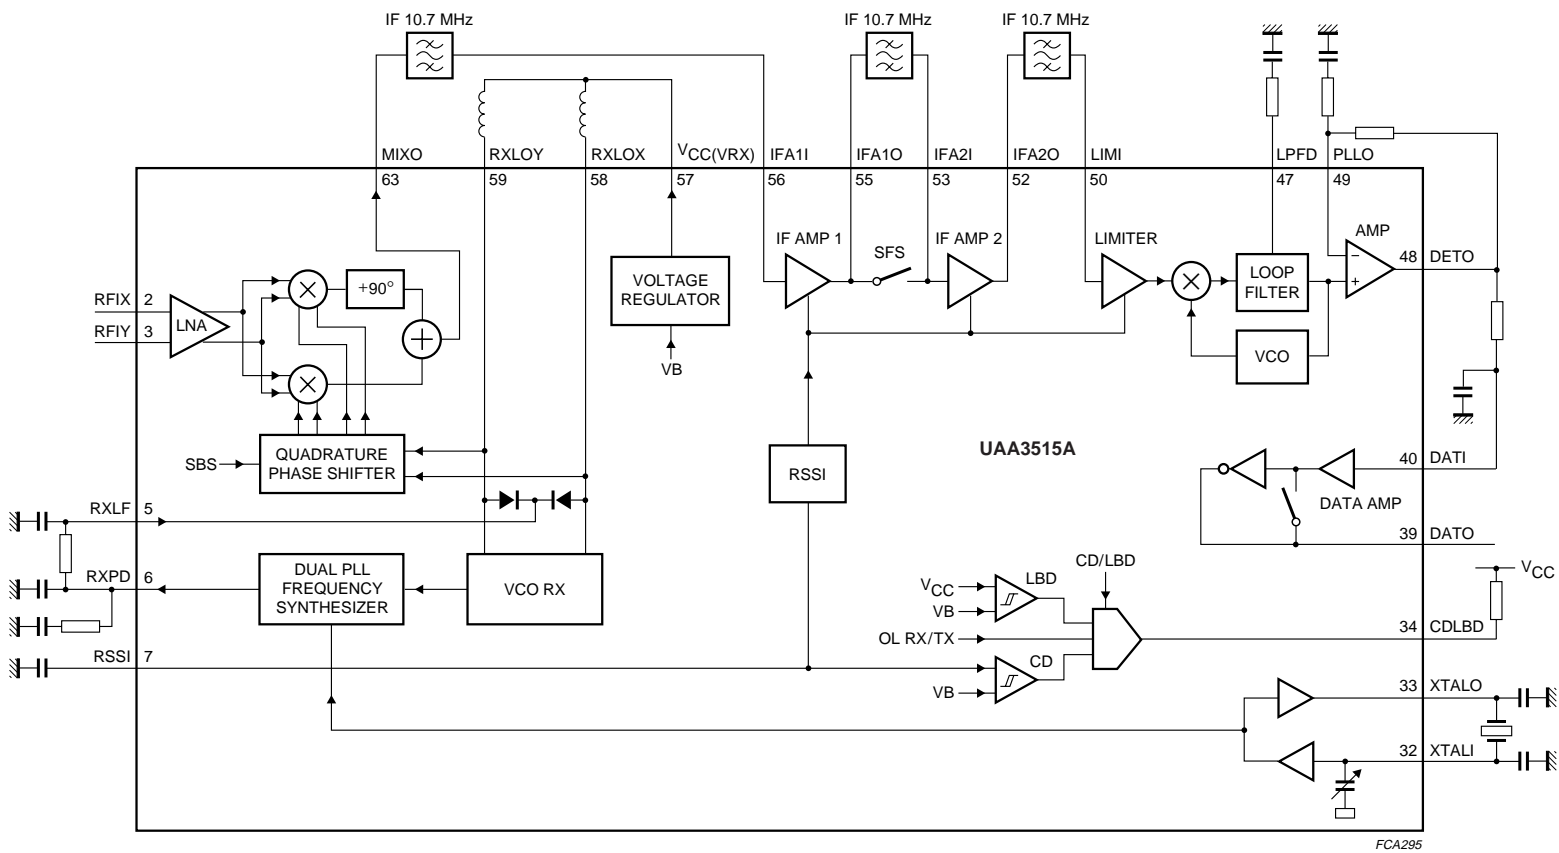 IF 10.7 MHz
IF 10.7 MHz
IF 10.7 MHz
MIXO
RXLOY
RXLOX
VCC(VRX)
IFA1I
IFA1O
IFA2I
IFA2O
LIMI
LPFD
PLLO
63
59
58
57
56
55
53
52
50
47
49
IF AMP 1
SFS
IF AMP 2
LIMITER
AMP
48 DETO
−
+
VOLTAGE
REGULATOR
VB
LOOP
FILTER
VCO
+90°
RFIX 2
RFIY 3
LNA
QUADRATURE
PHASE SHIFTER
SBS
UAA3515A
RSSI
40 DATI
DATA AMP
39 DATO
RXLF 5
RXPD 6
DUAL PLL
FREQUENCY
SYNTHESIZER
VCO RX
CD/LBD
VCC
LBD
VB
OL RX/TX
CD
VB
VCC
34 CDLBD
RSSI 7
33 XTALO
32 XTALI
FCA295